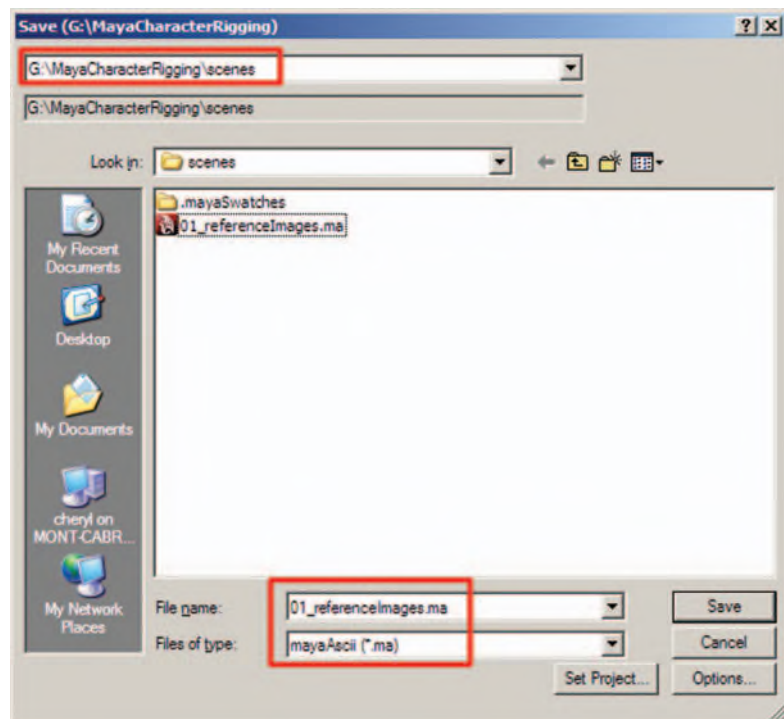 Save (G:\MayaCharacterRigging)
G:\MayaCharacterRigging\scenes
G:\MayaCharacterRigging\scenes
Look in: scenes
.mayaSwatches
01_referenceImages.ma
My Recent
Documents
Desktop
My Documents
cheryl on
MONT-CABR...
My Network
Places
File name: 01_referenceImages.ma Save
Files of type: mayaAscii (*.ma) Cancel
Set Project... Options...